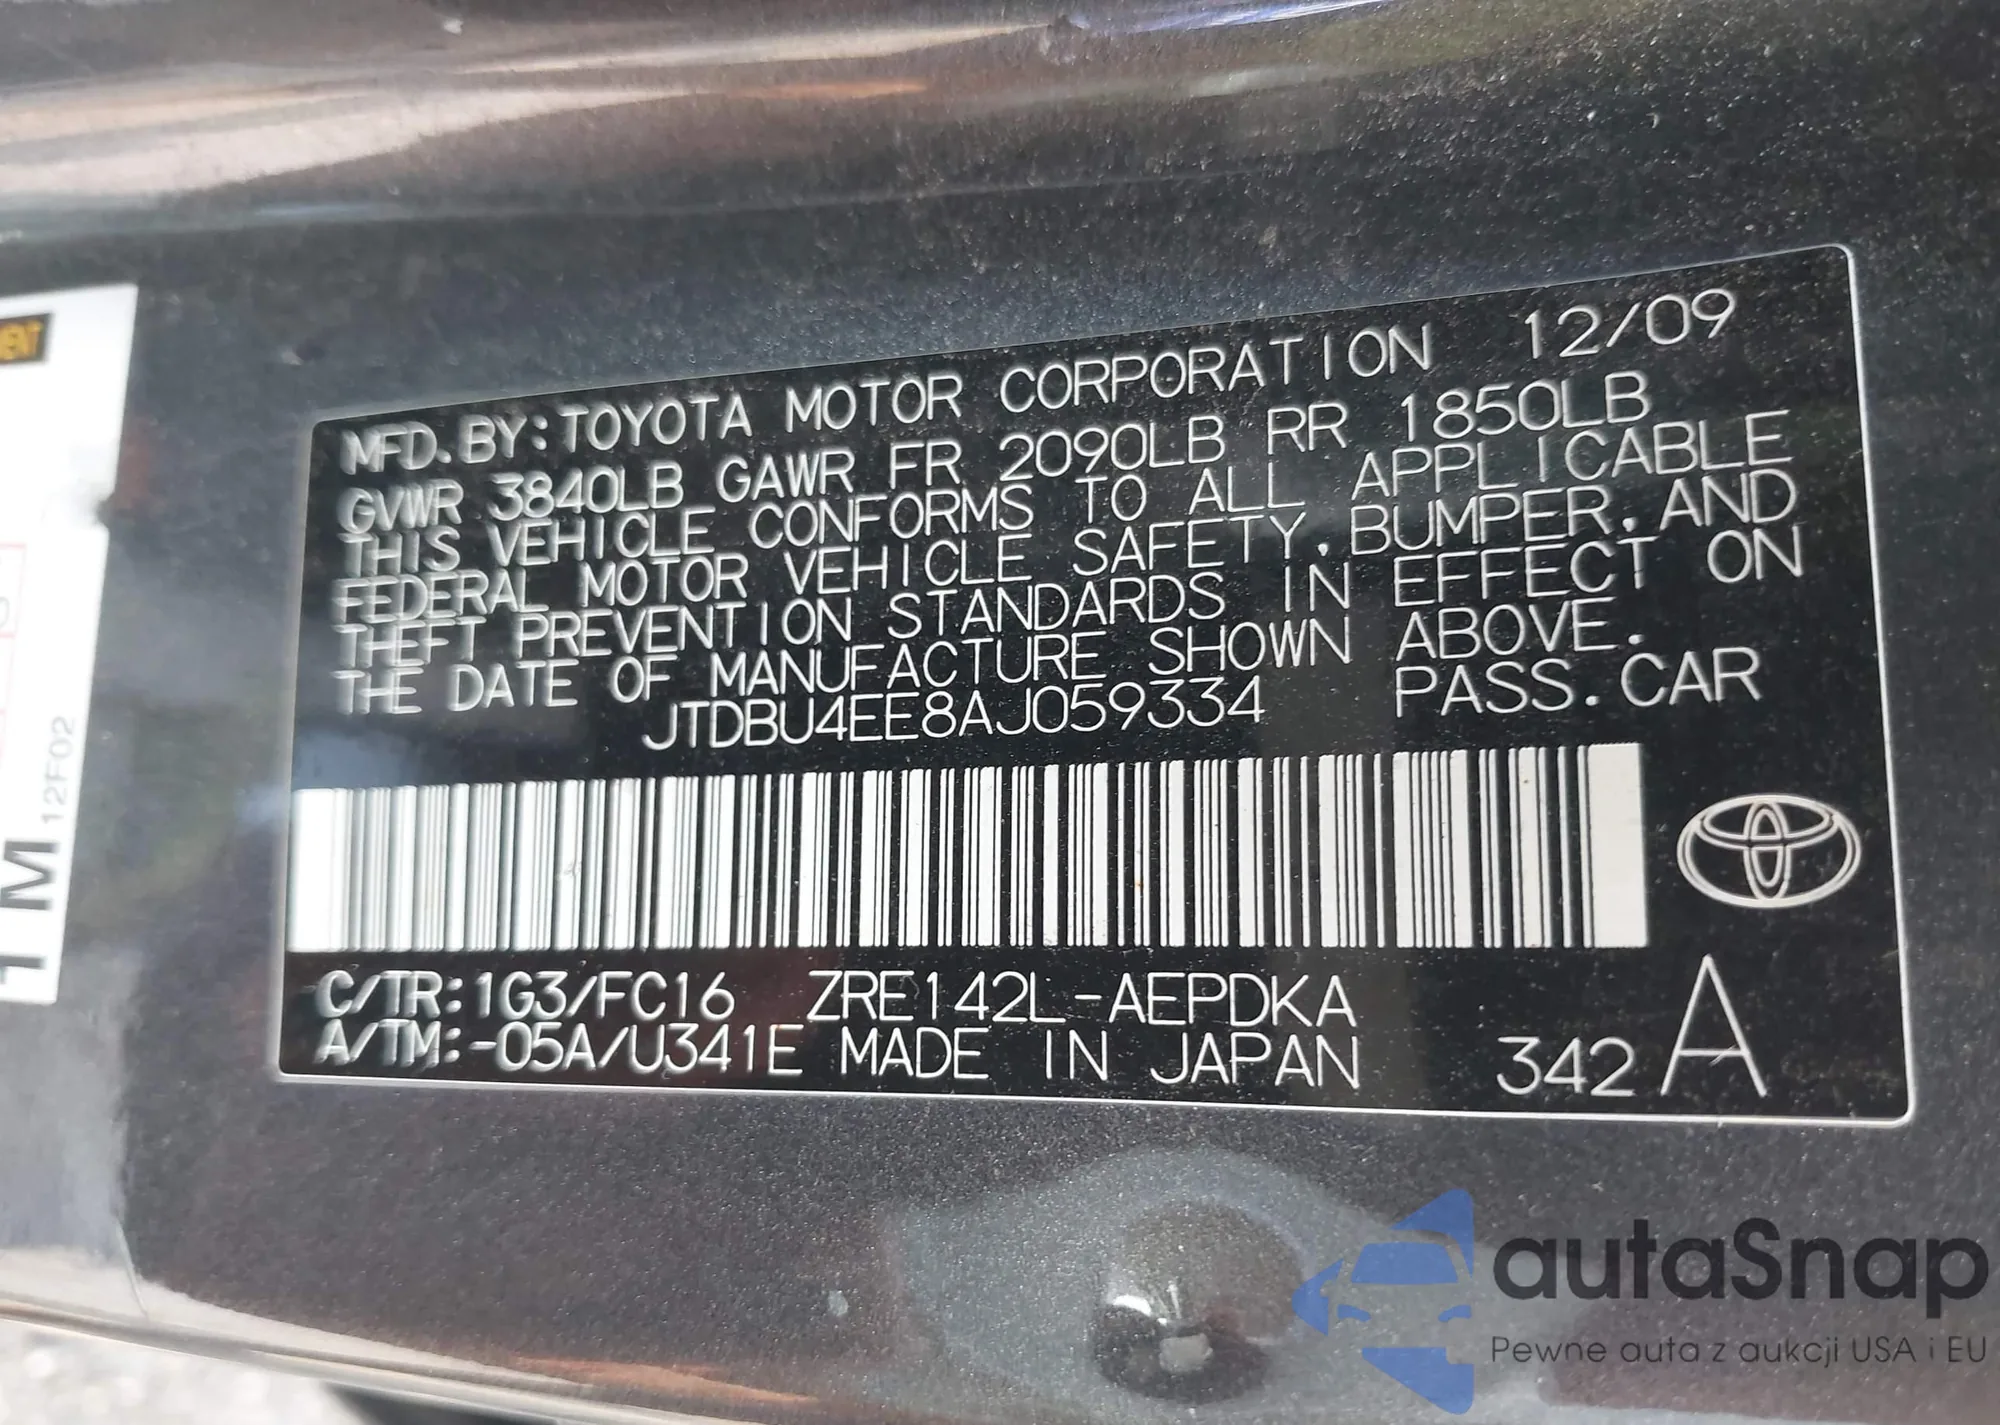 MFD.BY:TOYOTA MOTOR CORPORATION 12/09
GVWR 3840LB GAWR FR 2090LB RR 1850LB
THIS VEHICLE CONFORMS TO ALL APPLICABLE
FEDERAL MOTOR VEHICLE SAFETY, BUMPER, AND
THEFT PREVENTION STANDARDS IN EFFECT ON
THE DATE OF MANUFACTURE SHOWN ABOVE.
JTDBU4EE8AJ059334 PASS.CAR
C/TR:1G3/FC16 ZRE142L-AEPDKA
A/TM:-05A/U341E MADE IN JAPAN 342 A
12F02
autaSnap
Pewne auta z aukcji USA i EU